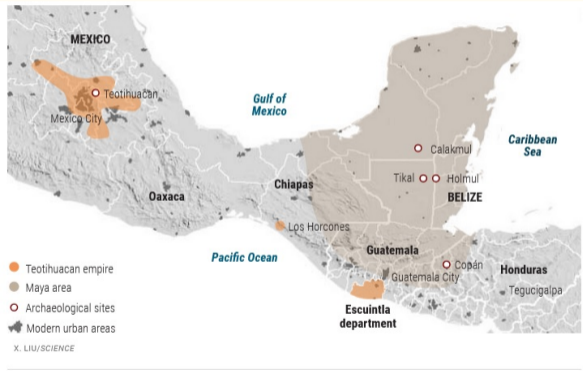 MEXICO
Teotihuacan
Mexico City
Gulf of
Mexico
Caribbean
Sea
Calakmul
Tikal
Holmul
BELIZE
Chiapas
Oaxaca
Los Horcones
Pacific Ocean
Guatemala
Copán
Honduras
Guatemala City
Tegucigalpa
Escuintla
department
Teotihuacan empire
Maya area
Archaeological sites
Modern urban areas
X. LIU/SCIENCE